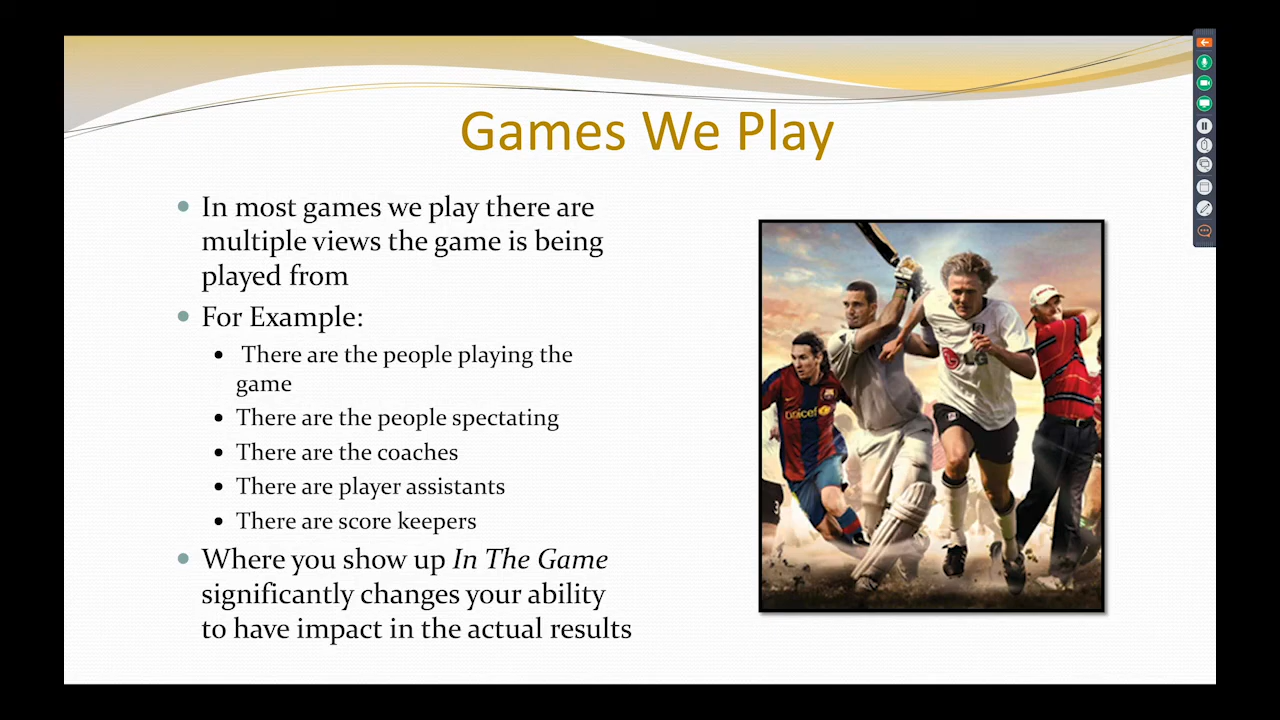 Games We Play
In most games we play there are
multiple views the game is being
played from
For Example:
There are the people playing the
game
There are the people spectating
There are the coaches
There are player assistants
There are score keepers
Where you show up In The Game
significantly changes your ability
to have impact in the actual results
unicef
LG
3